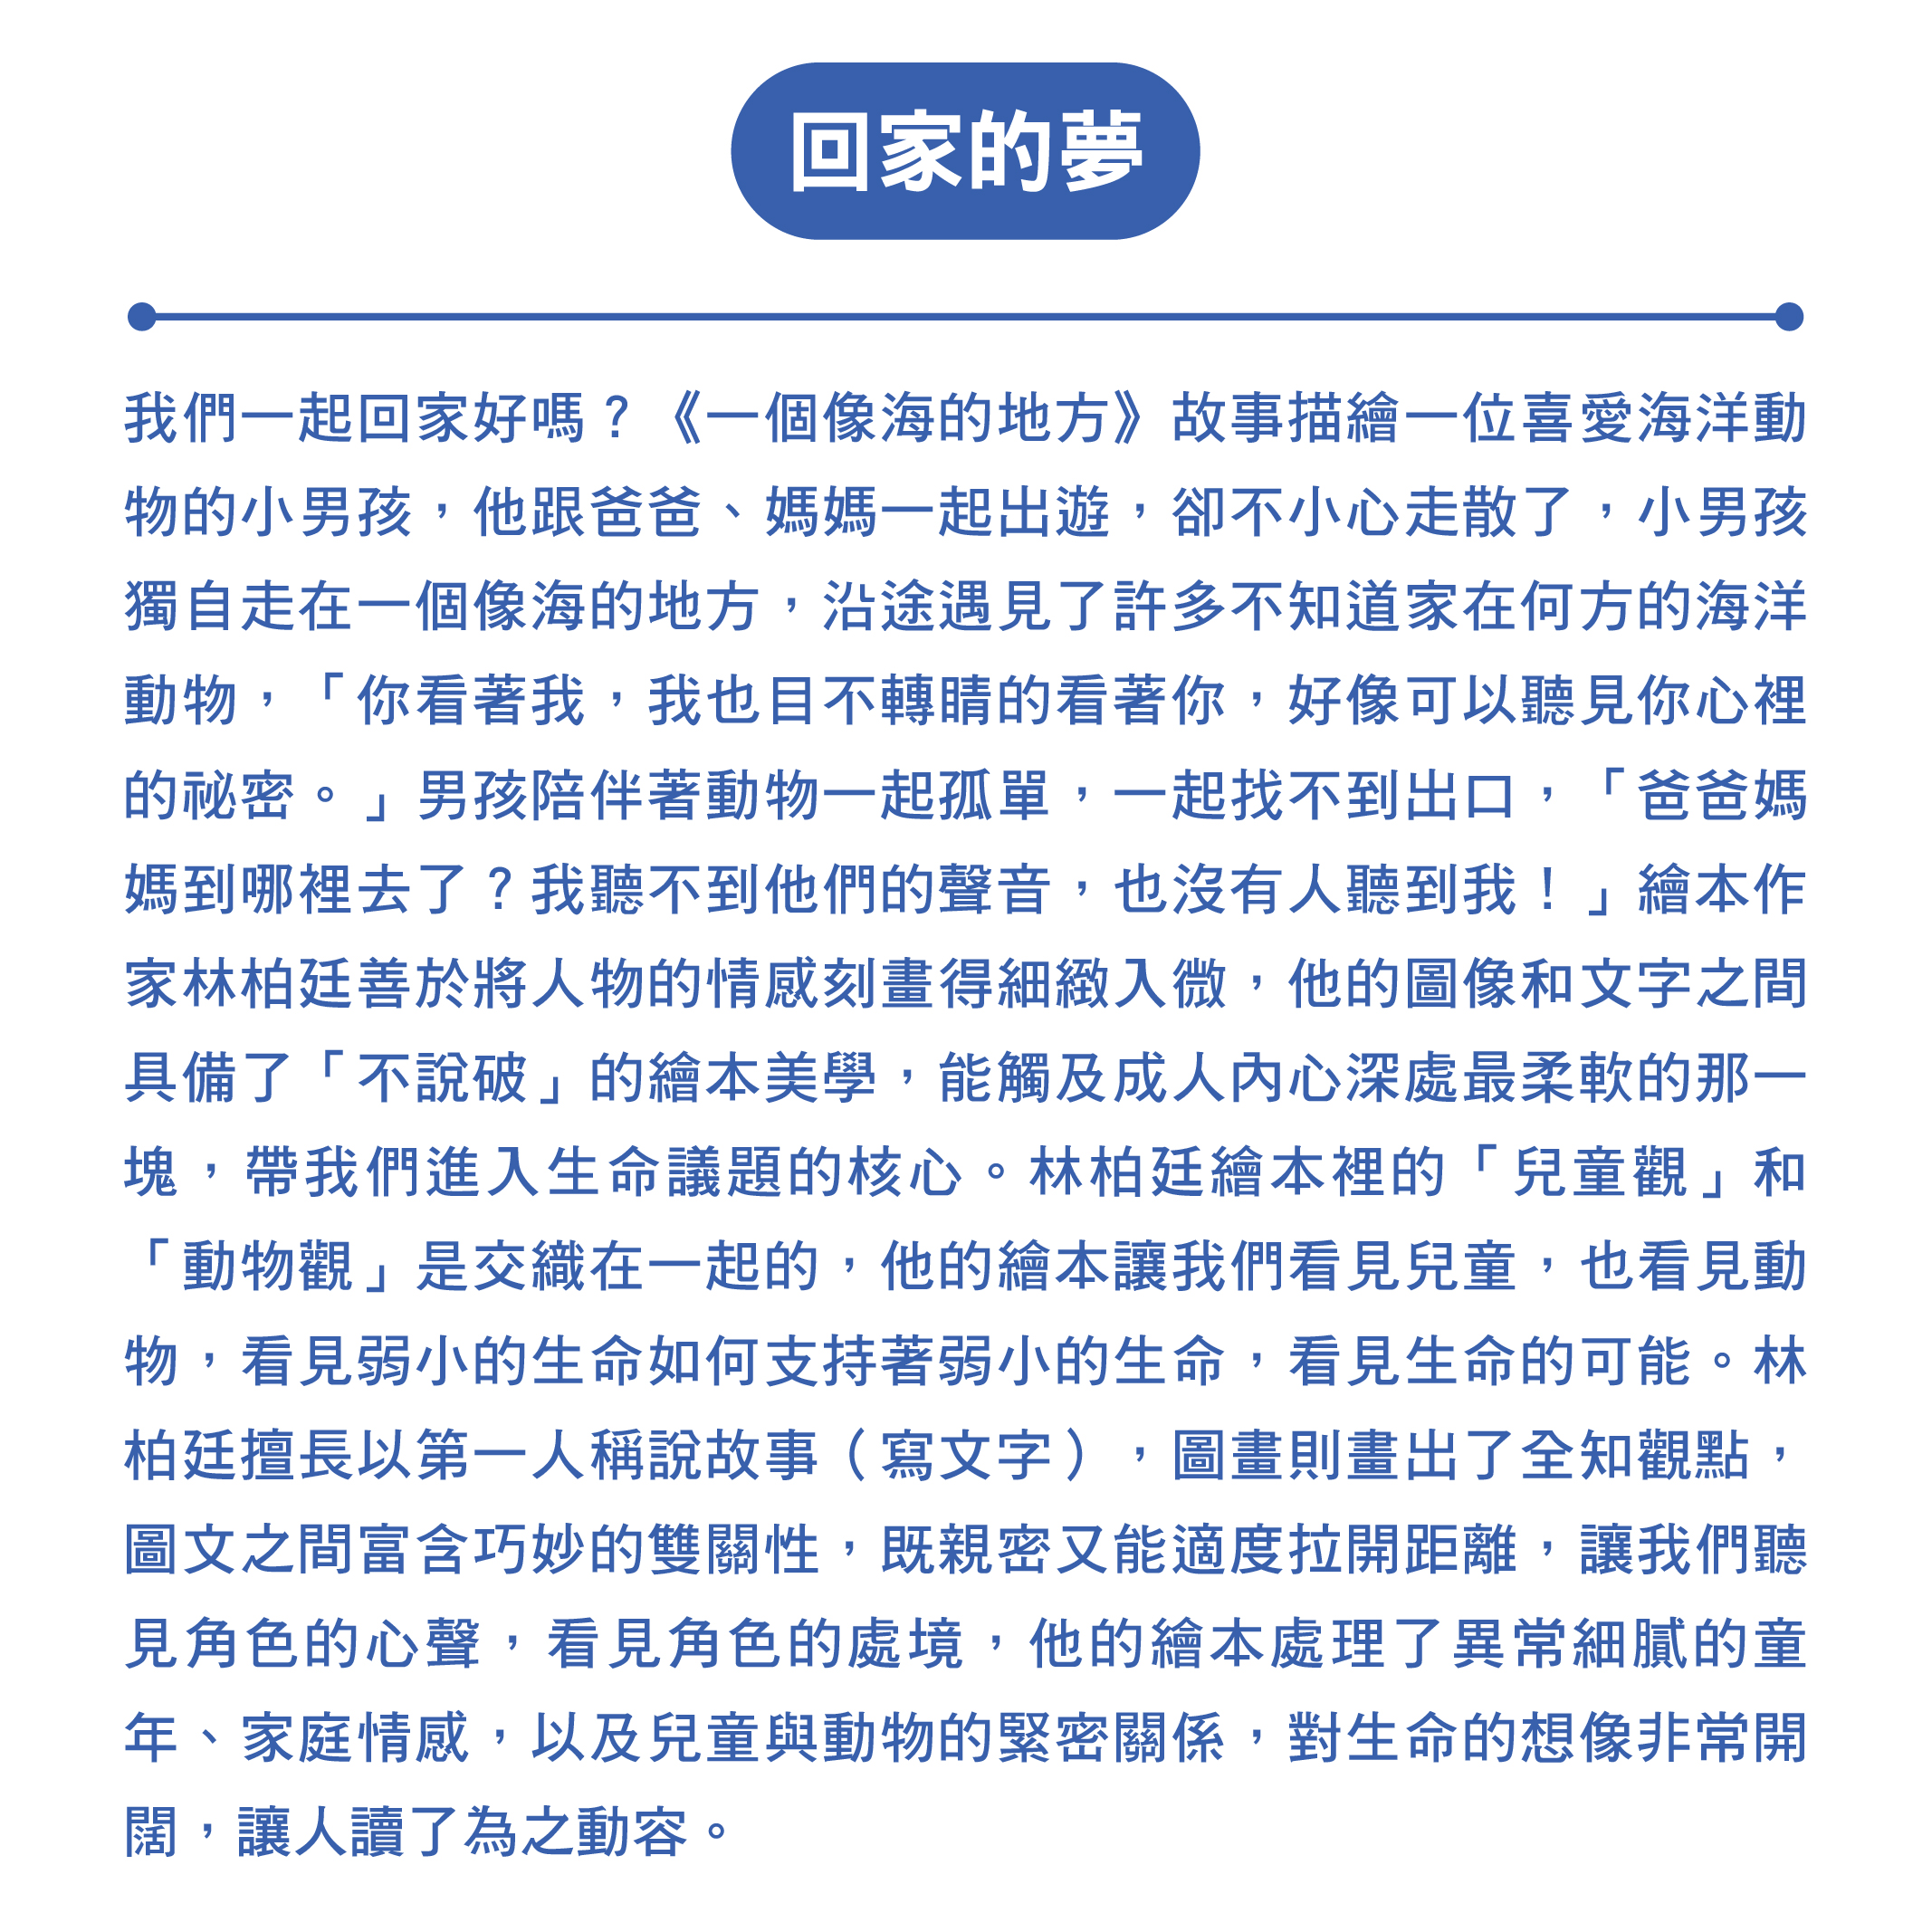 回家的夢
我們一起回家好嗎？《一個像海的地方》故事描繪一位喜愛海洋動
物的小男孩，他跟爸爸、媽媽一起出遊，卻不小心走散了，小男孩
獨自走在一個像海的地方，沿途遇見了許多不知道家在何方的海洋
動物，「你看著我，我也目不轉睛的看著你，好像可以聽見你心裡
的祕密。」男孩陪伴著動物一起孤單，一起找不到出口，「爸爸媽
媽到哪裡去了？我聽不到他們的聲音，也沒有人聽到我！」繪本作
家林柏廷善於將人物的情感刻畫得細緻入微，他的圖像和文字之間
具備了「不說破」的繪本美學，能觸及成人內心深處最柔軟的那一
塊，帶我們進入生命議題的核心。林柏廷繪本裡的「兒童觀」和
「動物觀」是交織在一起的，他的繪本讓我們看見兒童，也看見動
物，看見弱小的生命如何支持著弱小的生命，看見生命的可能。林
柏廷擅長以第一人稱說故事（寫文字），圖畫則畫出了全知觀點，
圖文之間富含巧妙的雙關性，既親密又能適度拉開距離，讓我們聽
見角色的心聲，看見角色的處境，他的繪本處理了異常細膩的童
年、家庭情感，以及兒童與動物的緊密關係，對生命的想像非常開
闊，讓人讀了為之動容。